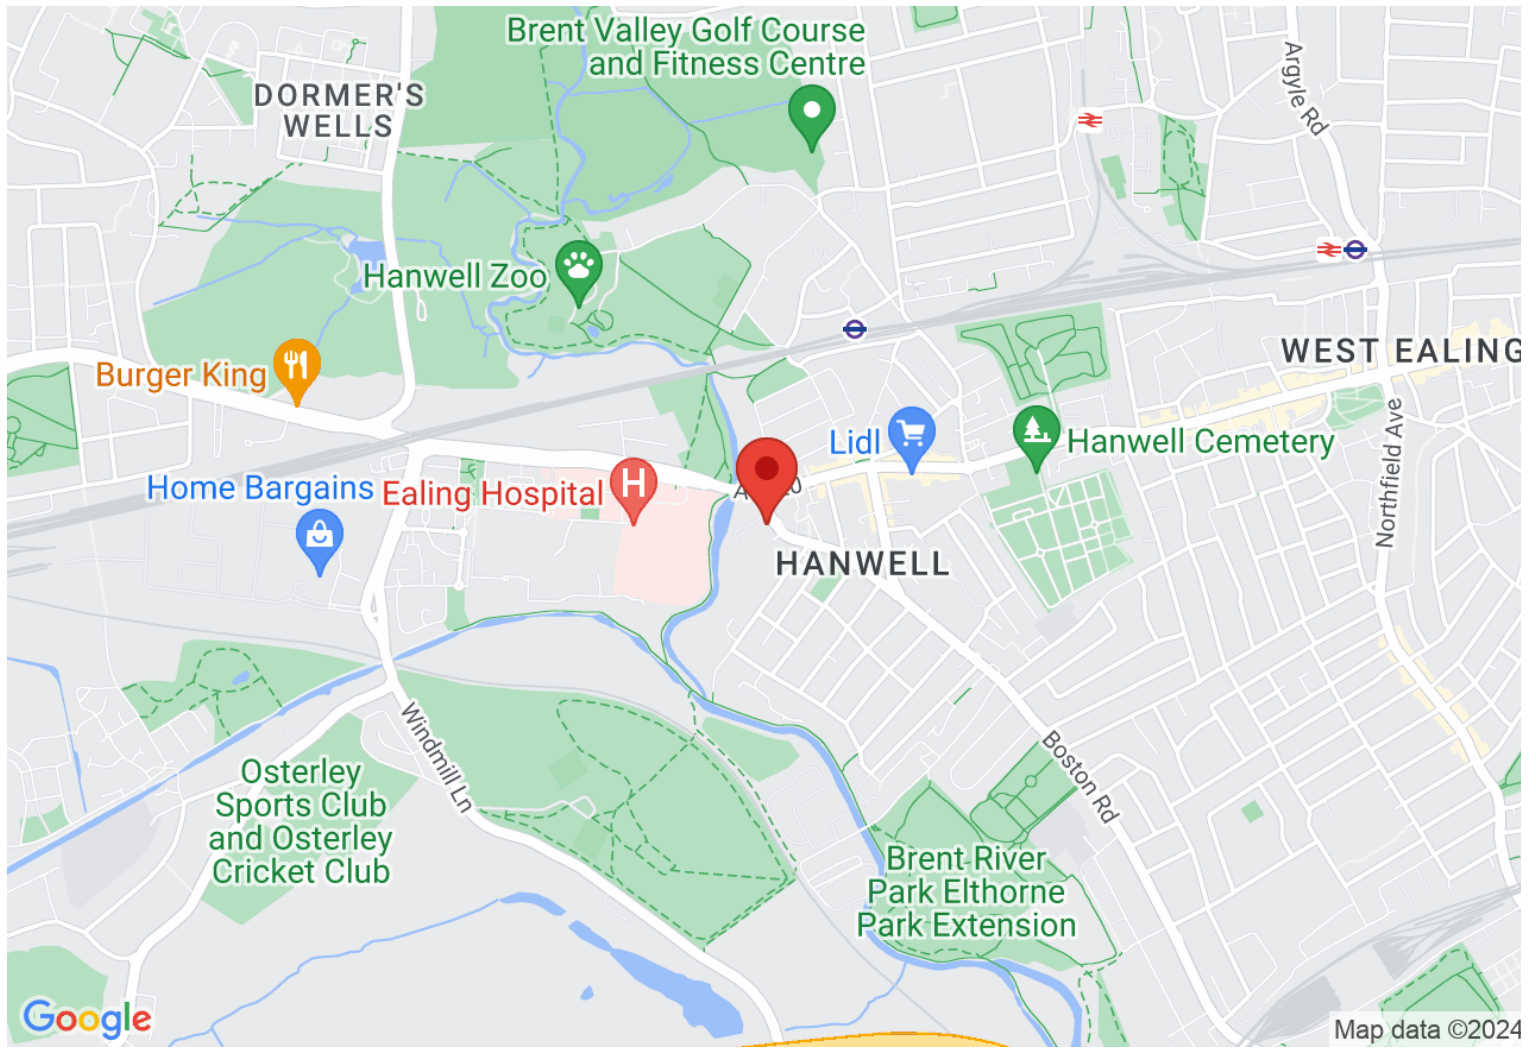 Brent Valley Golf Course
and Fitness Centre
Argyle Rd
DORMER'S
WELLS
Hanwell Zoo
WEST EALING
Burger King
Lidl
Hanwell Cemetery
Home Bargains
Ealing Hospital
H
Northfield Ave
HANWELL
Windmill Ln
Boston Rd
Osterley
Sports Club
and Osterley
Cricket Club
Brent River
Park Elthorne
Park Extension
Google
Map data ©2024